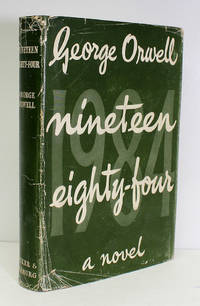 George Orwell
1984
nineteen
eighty-four
a novel
NINETEEN
EIGHTY-FOUR
GEORGE
ORWELL